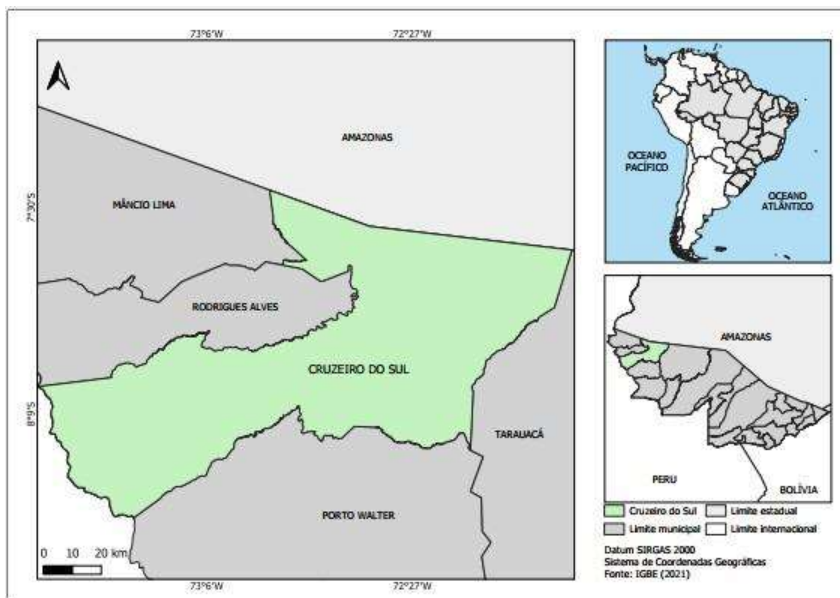 73°6'W
72°27'W
AMAZONAS
MÂNCIO LIMA
7°30'S
RODRIGUES ALVES
CRUZEIRO DO SUL
8°9'S
TARAUACÁ
PORTO WALTER
0 10 20 km
73°6'W
72°27'W
OCEANO
PACÍFICO
OCEANO
ATLÂNTICO
AMAZONAS
PERU
BOLÍVIA
Cruzeiro do Sul
Limite estadual
Limite municipal
Limite internacional
Datum SIRGAS 2000
Sistema de Coordenadas Geográficas
Fonte: IGBE (2021)